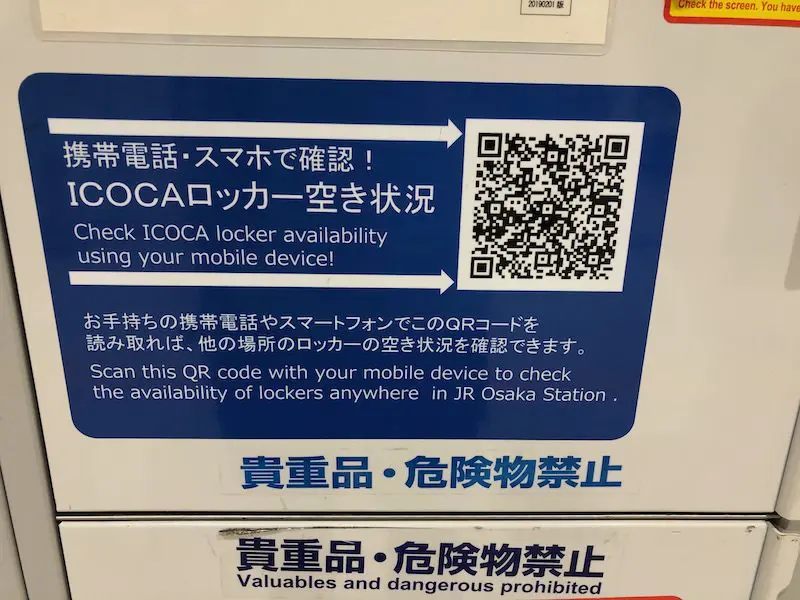 20190201 版
Check the screen. You have
携帯電話・スマホで確認！
ICOCAロッカー空き状況
Check ICOCA locker availability
using your mobile device!
お手持ちの携帯電話やスマートフォンでこのQRコードを
読み取れば、他の場所のロッカーの空き状況を確認できます。
Scan this QR code with your mobile device to check
the availability of lockers anywhere in JR Osaka Station .
貴重品・危険物禁止
貴重品・危険物禁止
Valuables and dangerous prohibited